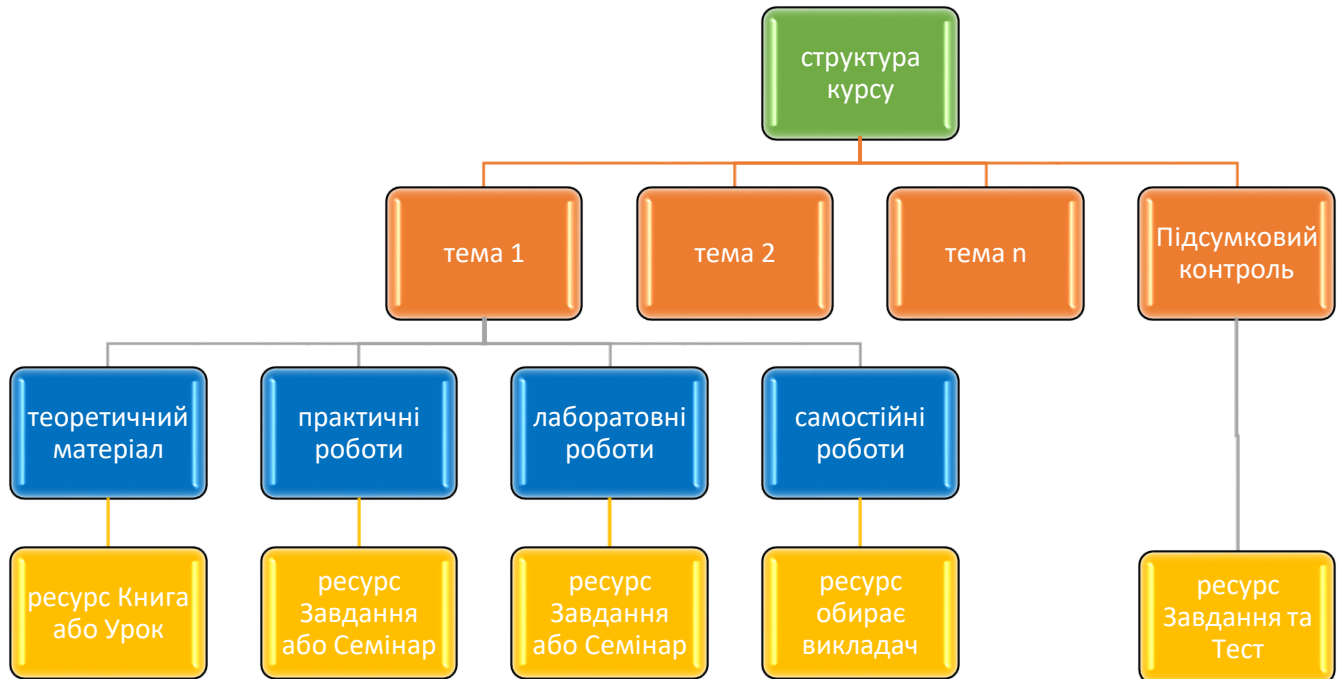 структура
курсу
тема 1
тема 2
тема n
Підсумковий
контроль
теоретичний
матеріал
практичні
роботи
лаборатовні
роботи
самостійні
роботи
ресурс Книга
або Урок
ресурс
Завдання
або Семінар
ресурс
Завдання
або Семінар
ресурс
обирає
викладач
ресурс
Завдання та
Тест